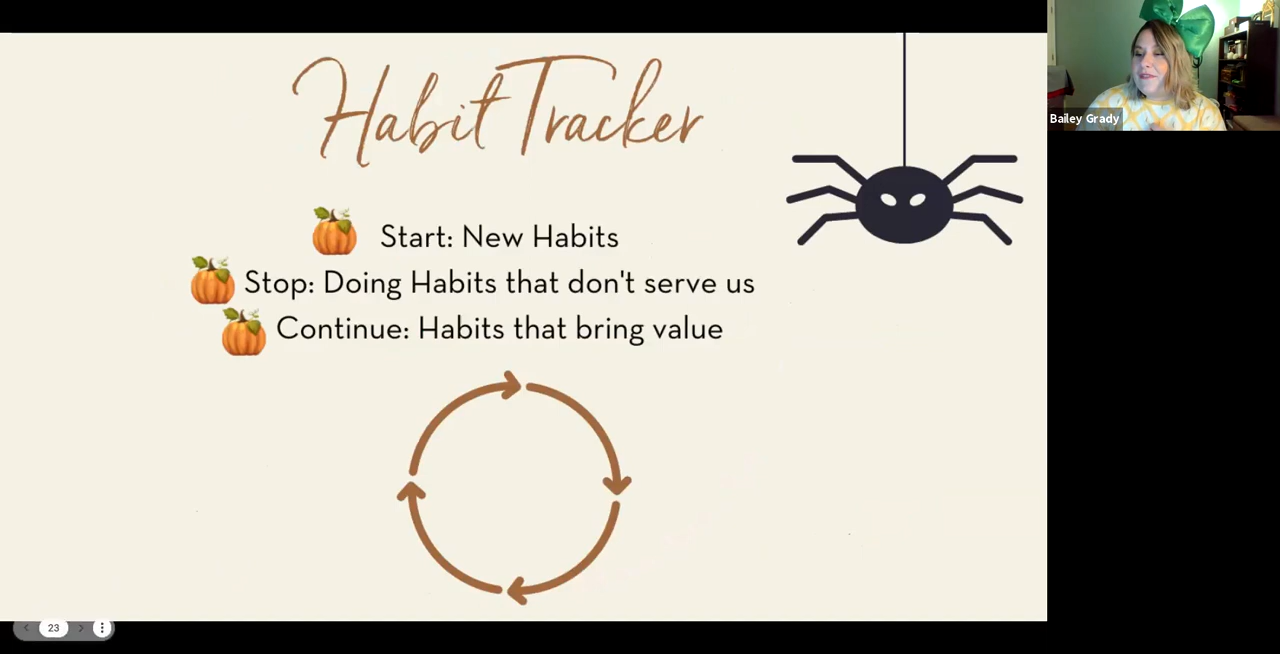 Habit Tracker
Start: New Habits
Stop: Doing Habits that don't serve us
Continue: Habits that bring value
Bailey Grady
23